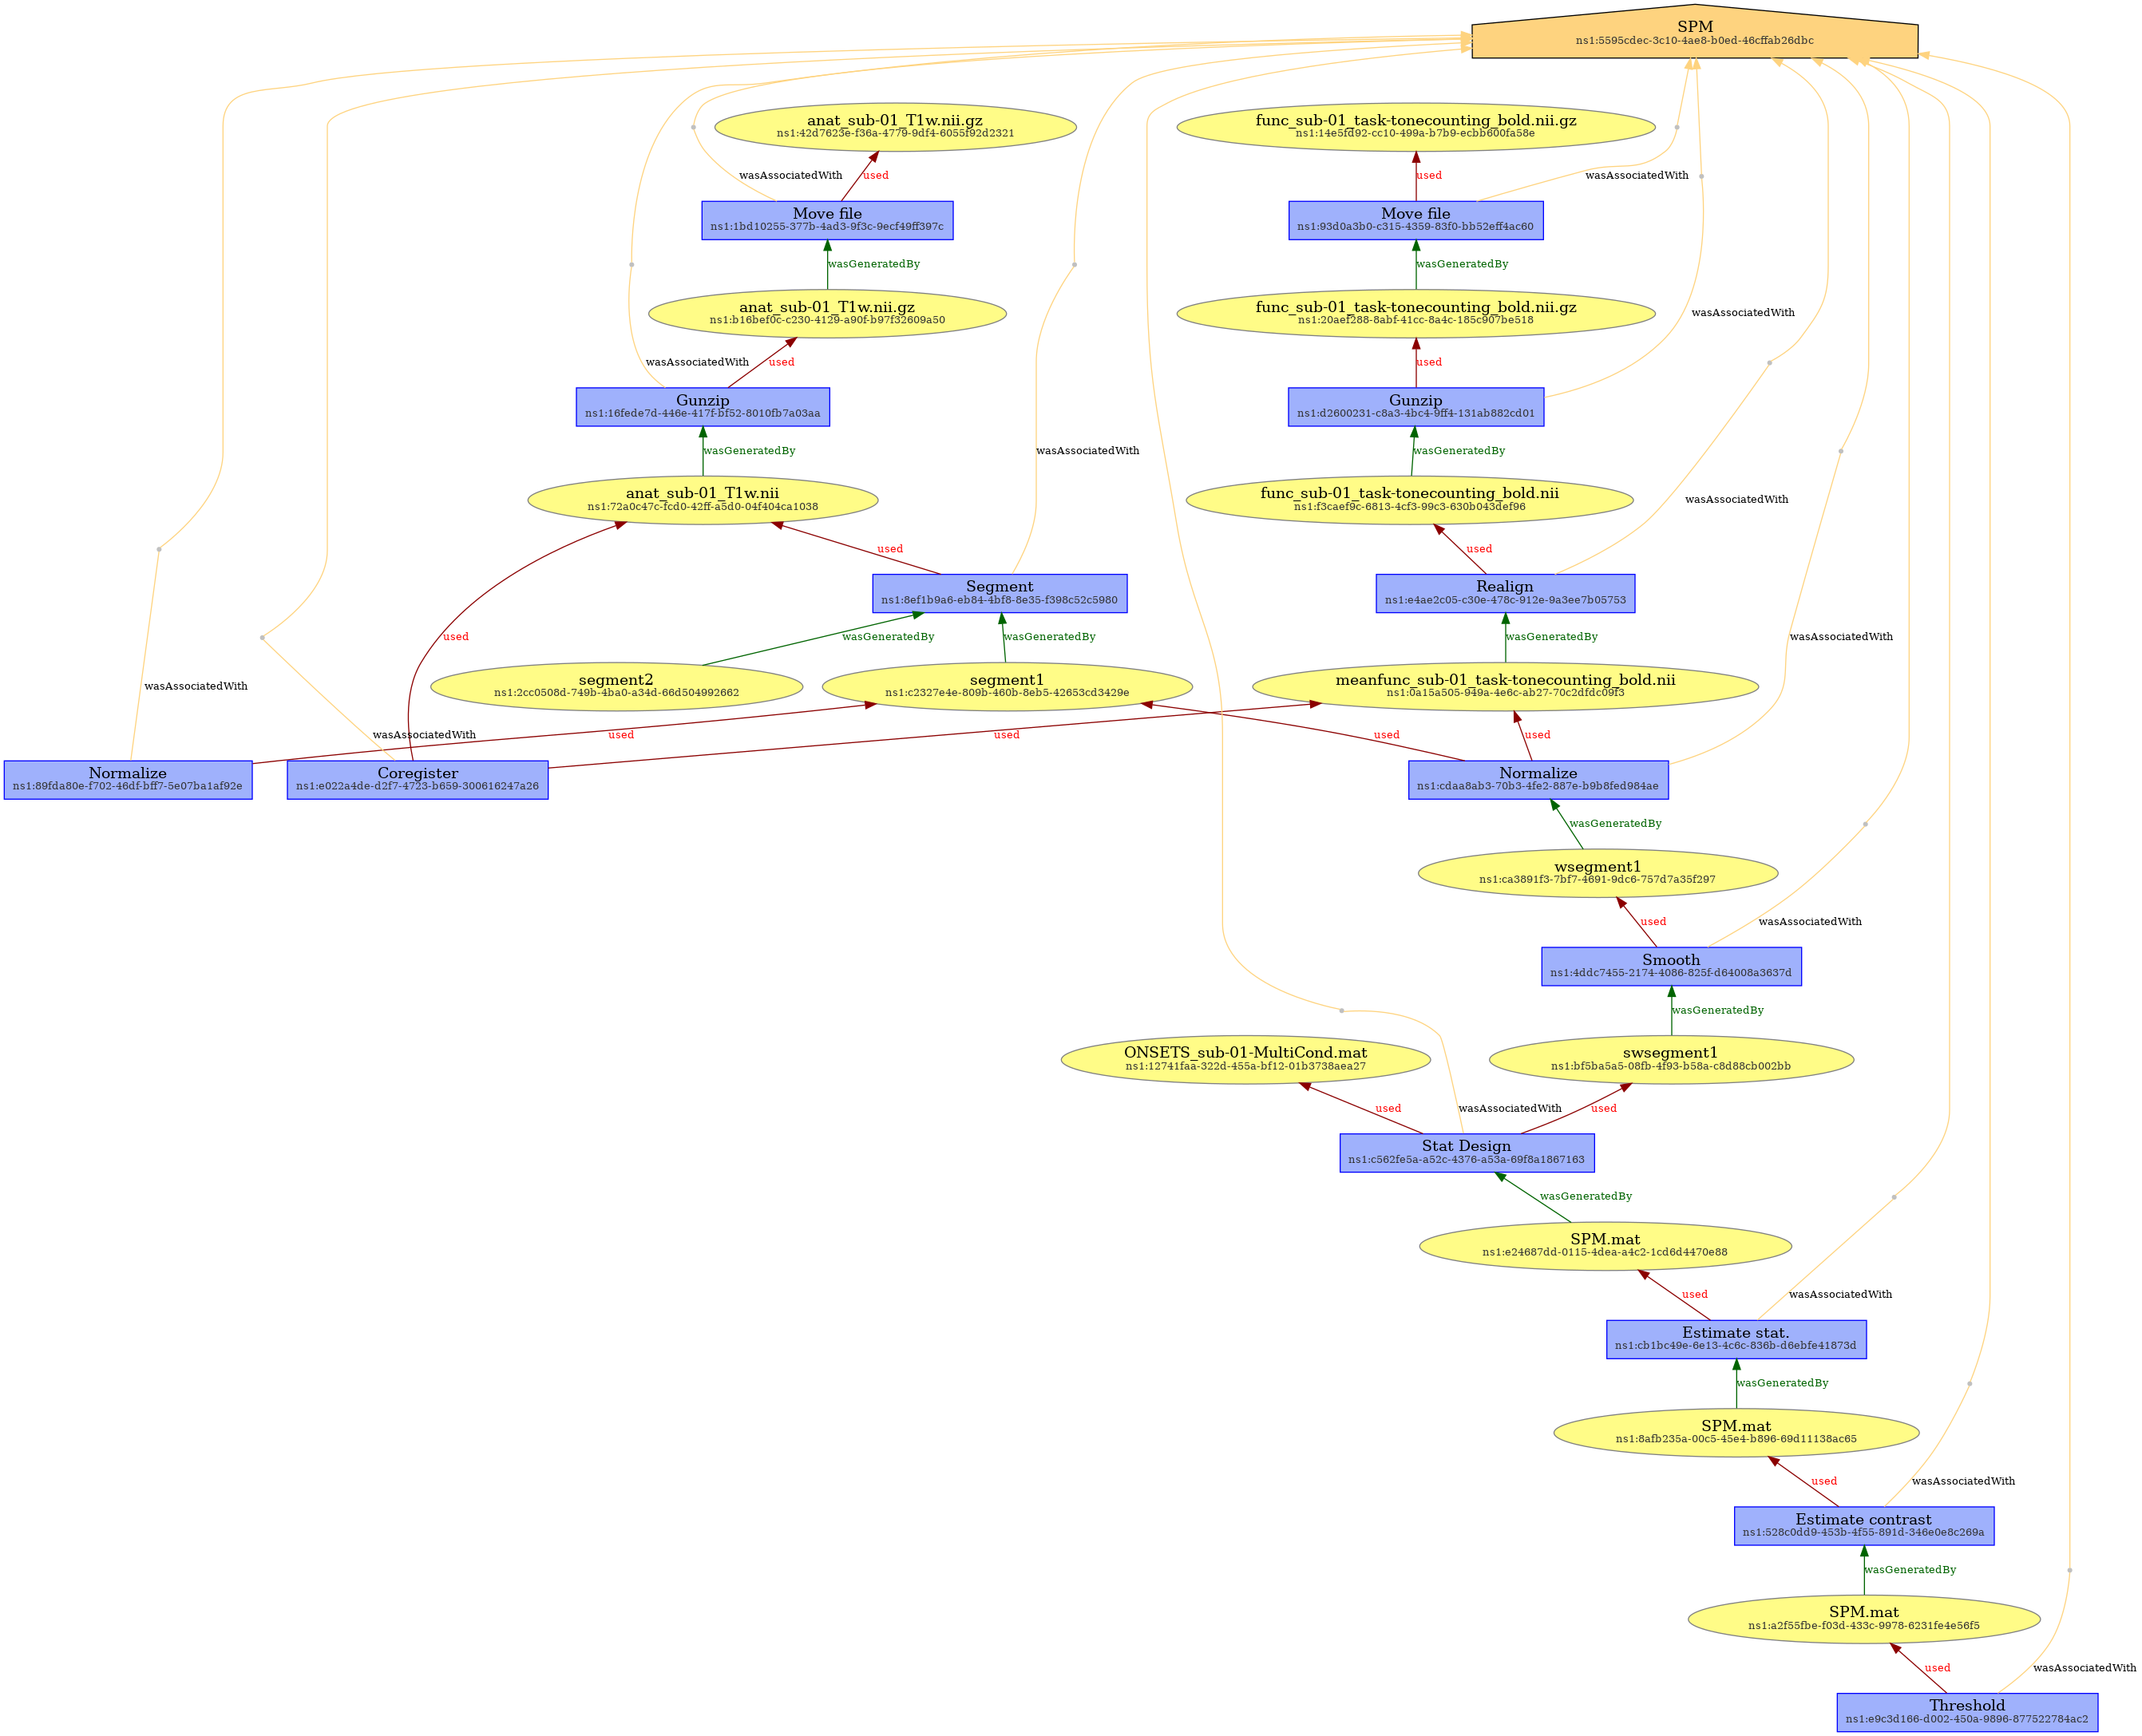 SPM
ns1:5595cdec-3c10-4ae8-b0ed-46cffab26dbc
anat_sub-01_T1w.nii.gz
ns1:42d7623e-f36a-4779-9df4-6055f92d2321
func_sub-01_task-tonecounting_bold.nii.gz
ns1:14e5fd92-cc10-499a-b7b9-ecbb600fa58e
wasAssociatedWith
used
used
wasAssociatedWith
Move file
ns1:1bd10255-377b-4ad3-9f3c-9ecf49ff397c
Move file
ns1:93d0a3b0-c315-4359-83f0-bb52eff4ac60
wasGeneratedBy
wasGeneratedBy
anat_sub-01_T1w.nii.gz
ns1:b16bef0c-c230-4129-a90f-b97f32609a50
func_sub-01_task-tonecounting_bold.nii.gz
ns1:20aef288-8abf-41cc-8a4c-185c907be518
wasAssociatedWith
wasAssociatedWith
used
used
Gunzip
ns1:16fede7d-446e-417f-bf52-8010fb7a03aa
Gunzip
ns1:d2600231-c8a3-4bc4-9ff4-131ab882cd01
wasGeneratedBy
wasAssociatedWith
wasGeneratedBy
anat_sub-01_T1w.nii
ns1:72a0c47c-fcd0-42ff-a5d0-04f404ca1038
func_sub-01_task-tonecounting_bold.nii
ns1:f3caef9c-6813-4cf3-99c3-630b043def96
wasAssociatedWith
used
used
Segment
ns1:8ef1b9a6-eb84-4bf8-8e35-f398c52c5980
Realign
ns1:e4ae2c05-c30e-478c-912e-9a3ee7b05753
used
wasGeneratedBy
wasGeneratedBy
wasGeneratedBy
wasAssociatedWith
segment2
ns1:2cc0508d-749b-4ba0-a34d-66d504992662
segment1
ns1:c2327e4e-809b-460b-8eb5-42653cd3429e
meanfunc_sub-01_task-tonecounting_bold.nii
ns1:0a15a505-949a-4e6c-ab27-70c2dfdc09f3
wasAssociatedWith
wasAssociatedWith
used
used
used
used
Normalize
ns1:89fda80e-f702-46df-bff7-5e07ba1af92e
Coregister
ns1:e022a4de-d2f7-4723-b659-300616247a26
Normalize
ns1:cdaa8ab3-70b3-4fe2-887e-b9b8fed984ae
wasGeneratedBy
wsegment1
ns1:ca3891f3-7bf7-4691-9dc6-757d7a35f297
used
wasAssociatedWith
Smooth
ns1:4ddc7455-2174-4086-825f-d64008a3637d
wasGeneratedBy
ONSETS_sub-01-MultiCond.mat
ns1:12741faa-322d-455a-bf12-01b3738aea27
swsegment1
ns1:bf5ba5a5-08fb-4f93-b58a-c8d88cb002bb
used
wasAssociatedWith
used
Stat Design
ns1:c562fe5a-a52c-4376-a53a-69f8a1867163
wasGeneratedBy
SPM.mat
ns1:e24687dd-0115-4dea-a4c2-1cd6d4470e88
used
wasAssociatedWith
Estimate stat.
ns1:cb1bc49e-6e13-4c6c-836b-d6ebfe41873d
wasGeneratedBy
SPM.mat
ns1:8afb235a-00c5-45e4-b896-69d11138ac65
used
wasAssociatedWith
Estimate contrast
ns1:528c0dd9-453b-4f55-891d-346e0e8c269a
wasGeneratedBy
SPM.mat
ns1:a2f55fbe-f03d-433c-9978-6231fe4e56f5
used
wasAssociatedWith
Threshold
ns1:e9c3d166-d002-450a-9896-877522784ac2